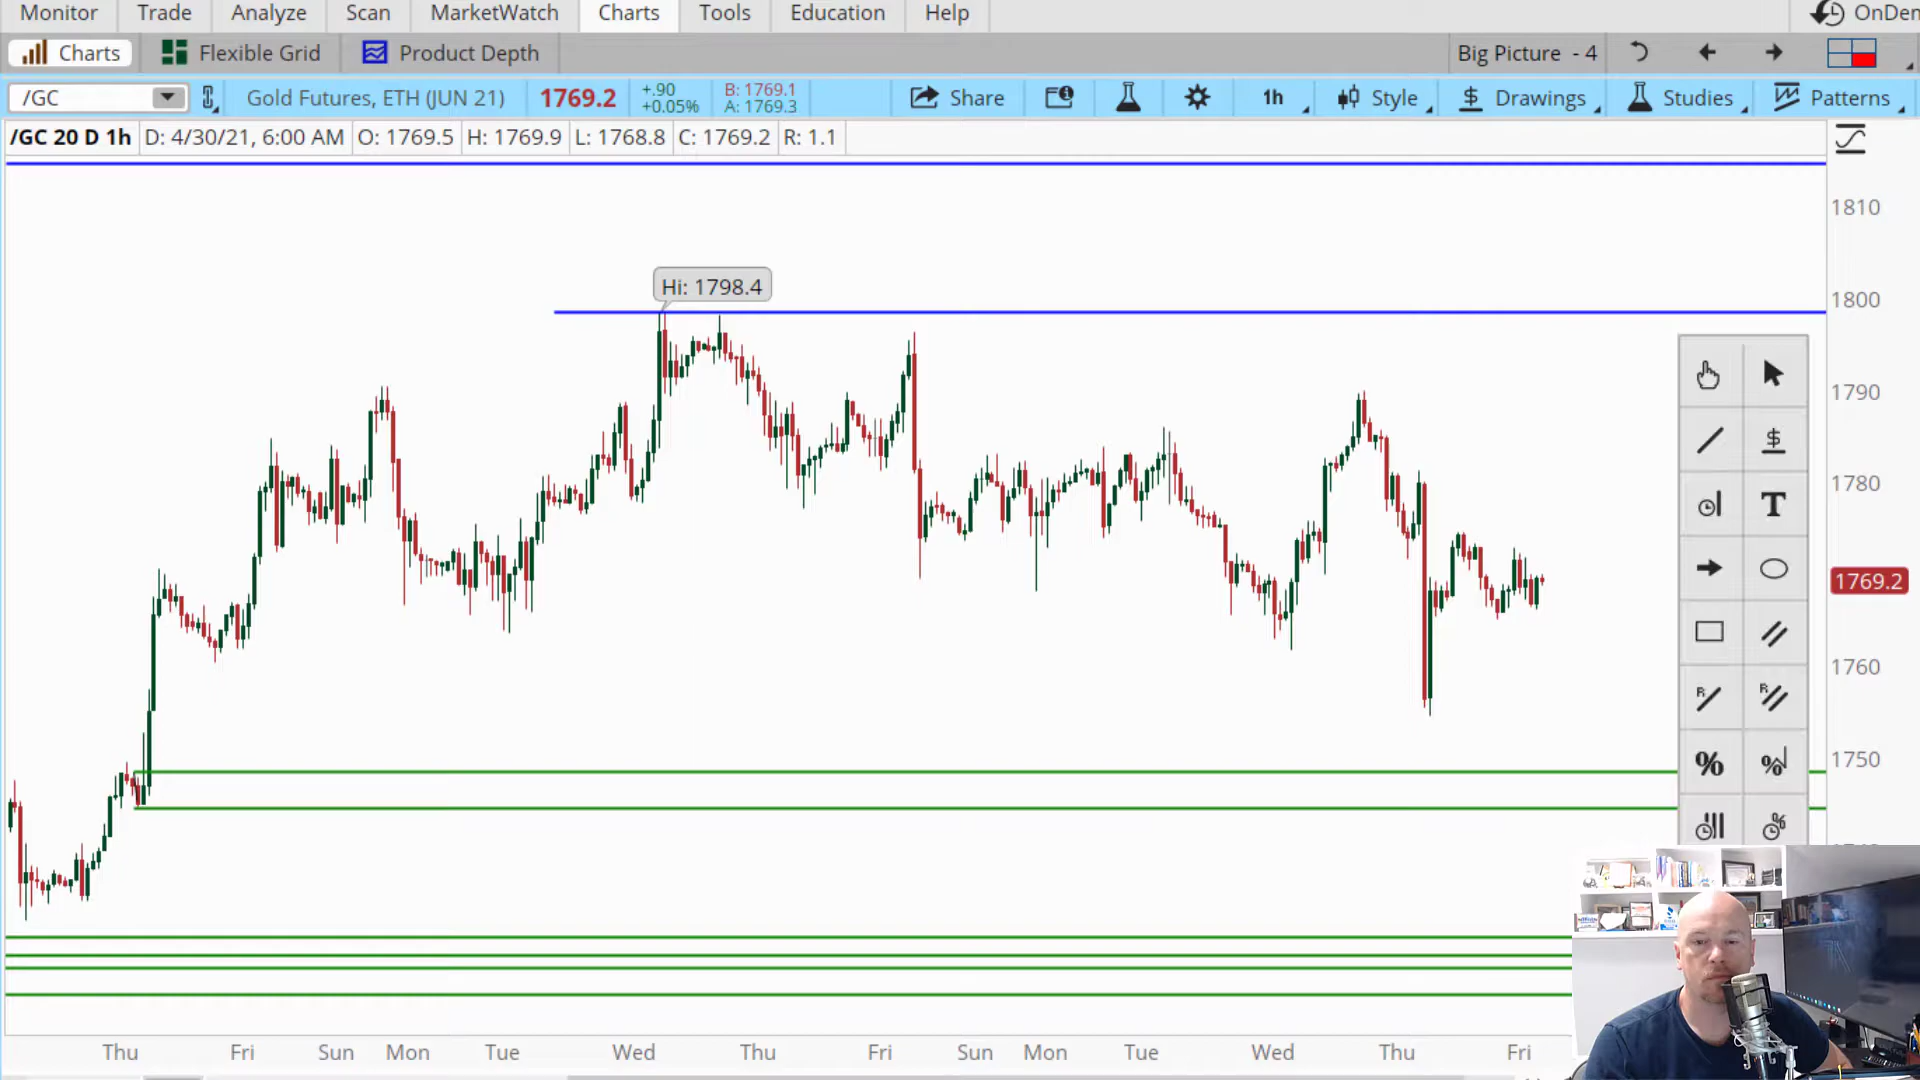 Monitor Trade Analyze Scan MarketWatch Charts Tools Education Help OnDem
Charts Flexible Grid Product Depth Big Picture - 4
/GC Gold Futures, ETH (JUN 21) 1769.2 +.90 +0.05% B: 1769.1 A: 1769.3 Share 1h Style $ Drawings Studies Patterns
/GC 20 D 1h D: 4/30/21, 6:00 AM O: 1769.5 H: 1769.9 L: 1768.8 C: 1769.2 R: 1.1
1810
Hi: 1798.4
1800
1790
$
1780
T
1769.2
1760
R R
% %
1750
%
Thu Fri Sun Mon Tue Wed Thu Fri Sun Mon Tue Wed Thu Fri